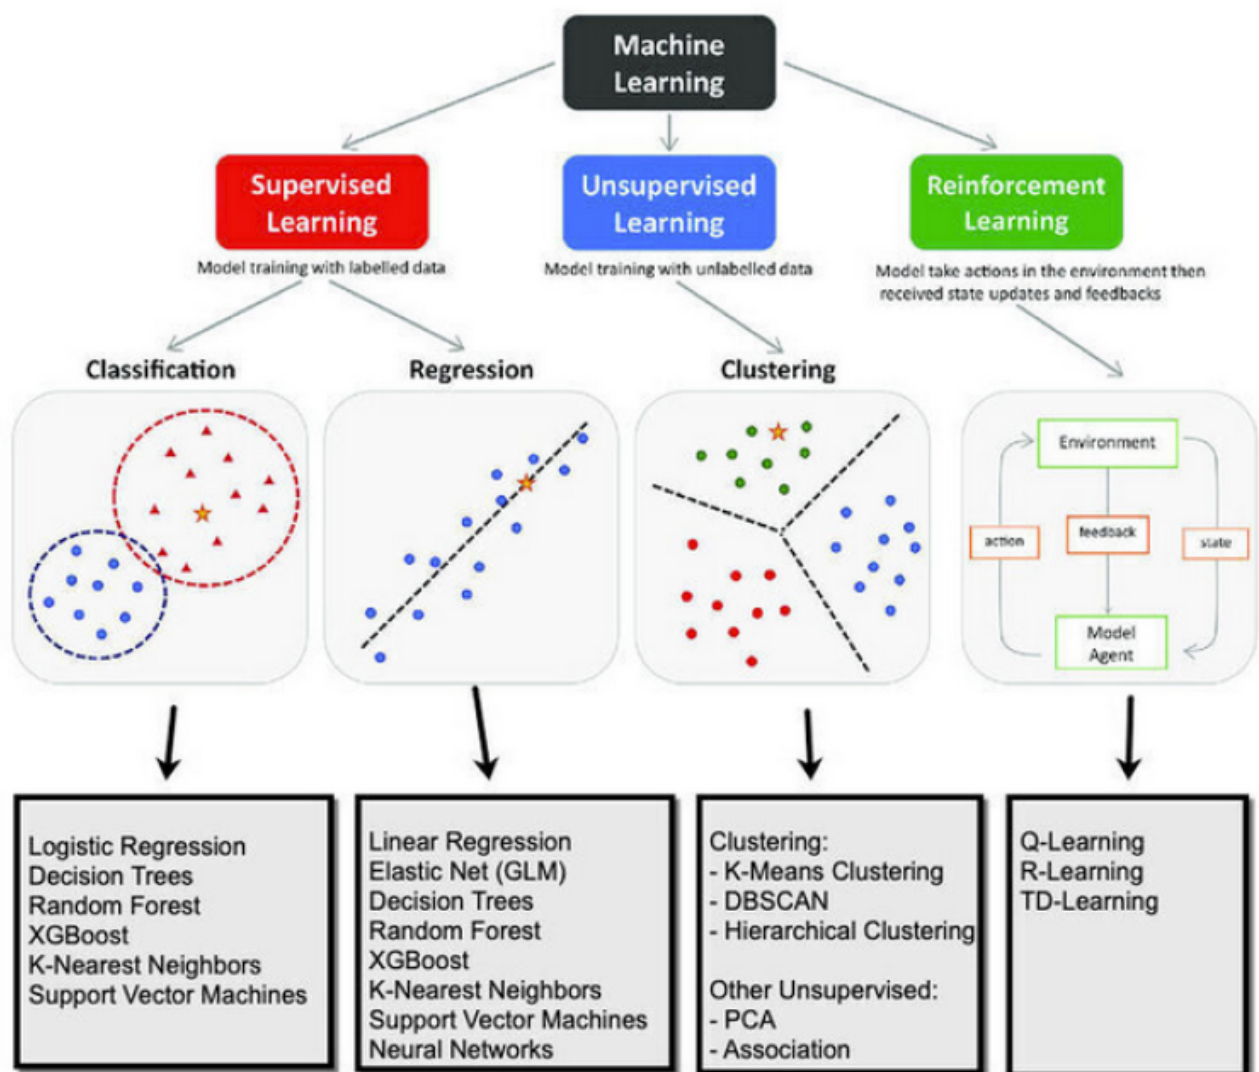 Machine
Learning
Supervised
Learning
Unsupervised
Learning
Reinforcement
Learning
Model training with labelled data
Model training with unlabelled data
Model take actions in the environment then
received state updates and feedbacks
Classification
Regression
Clustering
Environment
action
feedback
state
Model
Agent
Logistic Regression
Decision Trees
Random Forest
XGBoost
K-Nearest Neighbors
Support Vector Machines
Linear Regression
Elastic Net (GLM)
Decision Trees
Random Forest
XGBoost
K-Nearest Neighbors
Support Vector Machines
Neural Networks
Clustering:
- K-Means Clustering
- DBSCAN
- Hierarchical Clustering
Other Unsupervised:
- PCA
- Association
Q-Learning
R-Learning
TD-Learning